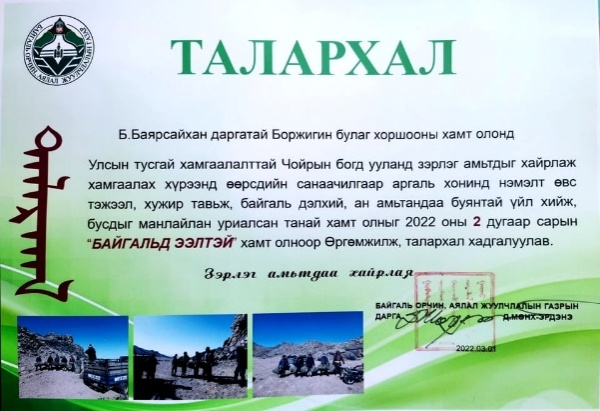 ТАЛАРХАЛ
Б.Баярсайхан даргатай Боржигин булаг хоршооны хамт олонд
Улсын тусгай хамгаалалттай Чойрын богд ууланд зэрлэг амьтдыг хайрлаж
хамгаалах хүрээнд өөрсдийн санаачилгаар аргаль хонинд нэмэлт өвс
тэжээл, хужир тавьж, байгаль дэлхий, ан амьтандаа буянтай үйл хийж,
бусдыг манлайлан уриалсан танай хамт олныг 2022 оны 2 дугаар сарын
“БАЙГАЛЬД ЭЭЛТЭЙ” хамт олноор Өргөмжилж, талархал хадгалуулав.
Зэрлэг амьтдаа хайрлая
БАЙГАЛЬ ОРЧИН, АЯЛАЛ ЖУУЛЧЛАЛЫН ГАЗРЫН
ДАРГА Д.МӨНХ-ЭРДЭНЭ
2022.03.01